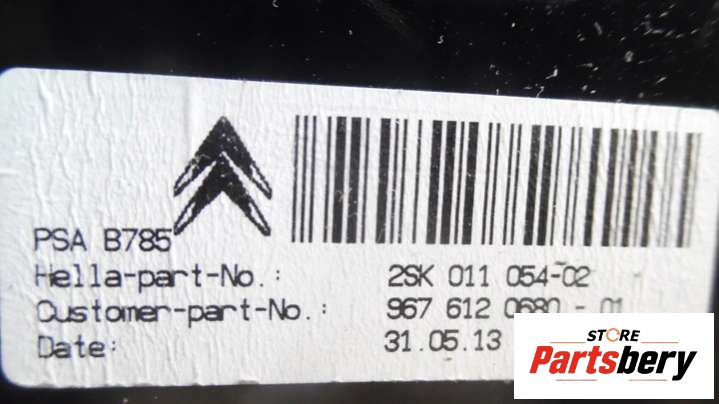 PSA B785
Hella-part-No.: 2SK 011 054-02
Customer-part-No.: 967 612 0680 - 01
Date: 31.05.13
STORE
Partsbery